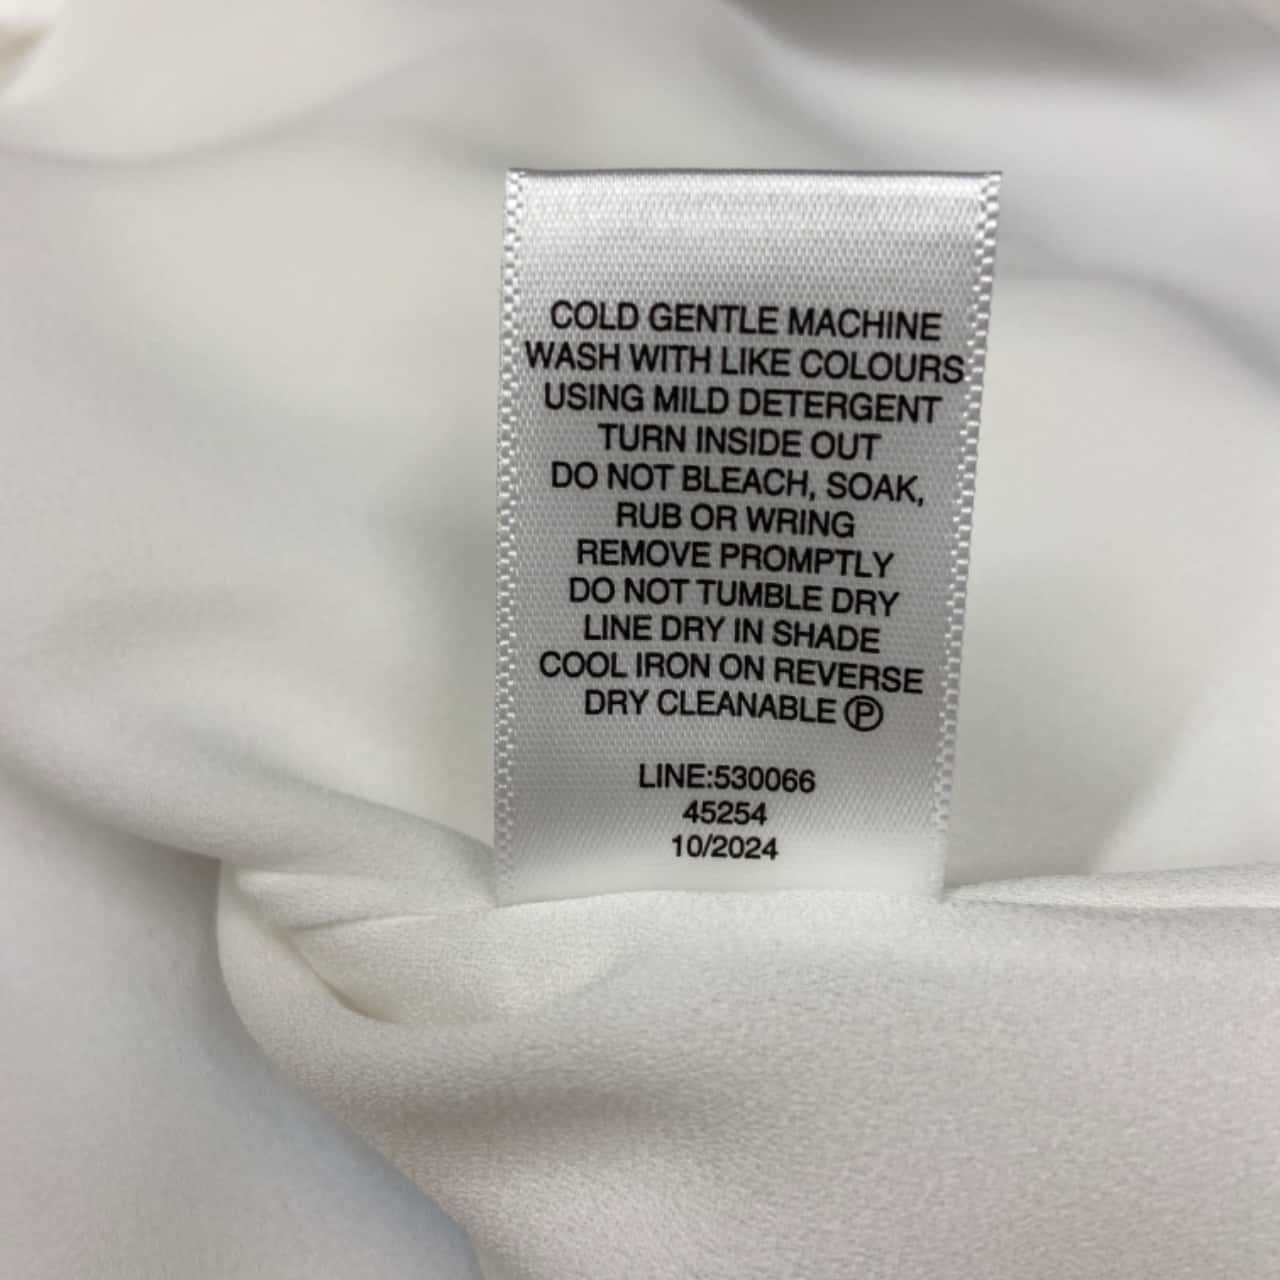 COLD GENTLE MACHINE
WASH WITH LIKE COLOURS
USING MILD DETERGENT
TURN INSIDE OUT
DO NOT BLEACH, SOAK,
RUB OR WRING
REMOVE PROMPTLY
DO NOT TUMBLE DRY
LINE DRY IN SHADE
COOL IRON ON REVERSE
DRY CLEANABLE Ⓟ
LINE:530066
45254
10/2024